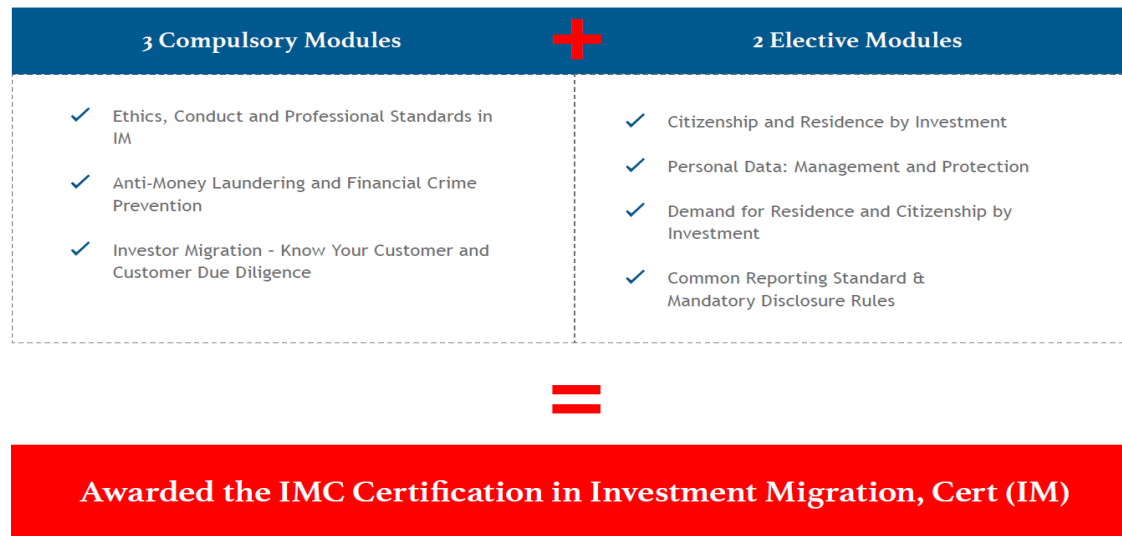 3 Compulsory Modules
+
2 Elective Modules
Ethics, Conduct and Professional Standards in
IM
Anti-Money Laundering and Financial Crime
Prevention
Investor Migration – Know Your Customer and
Customer Due Diligence
Citizenship and Residence by Investment
Personal Data: Management and Protection
Demand for Residence and Citizenship by
Investment
Common Reporting Standard &
Mandatory Disclosure Rules
=
Awarded the IMC Certification in Investment Migration, Cert (IM)